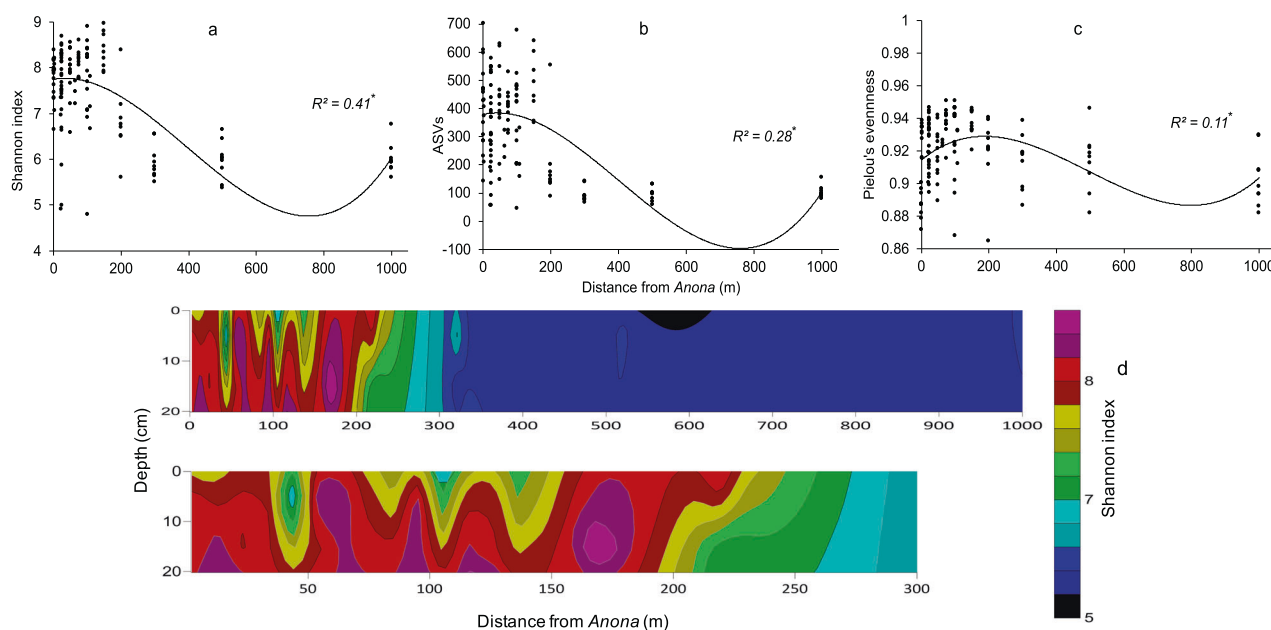 a
b
c
9
8
7
6
5
4
Shannon index
R² = 0.41*
0 200 400 600 800 1000
700
600
500
400
300
200
100
0
-100
ASVs
R² = 0.28*
0 200 400 600 800 1000
Distance from Anona (m)
1
0.98
0.96
0.94
0.92
0.9
0.88
0.86
Pielou's evennness
R² = 0.11*
0 200 400 600 800 1000
0
10
20
0 100 200 300 400 500 600 700 800 900 1000
Depth (cm)
0
10
20
50 100 150 200 250 300
Distance from Anona (m)
d
8
7
5
Shannon index